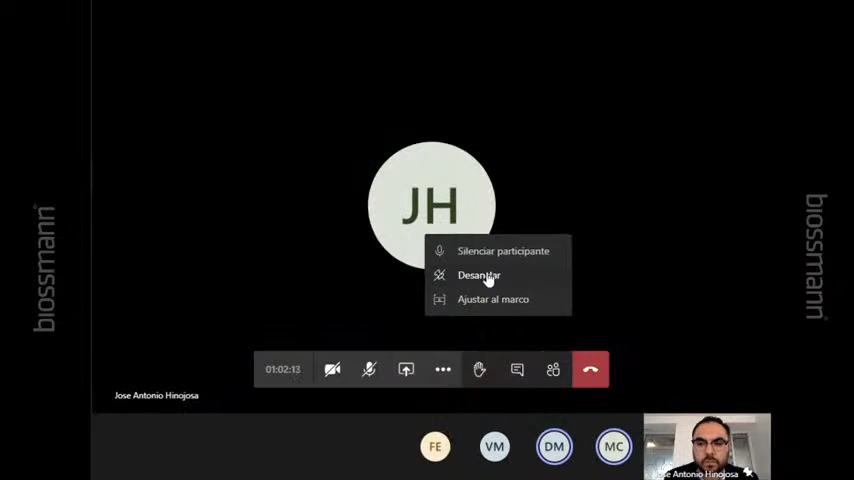 biossmann
biossmann
JH
Silenciar participante
Ajustar al marco
01:02:13
Jose Antonio Hinojosa
FE
VM
DM
MC
Jose Antonio Hinojosa